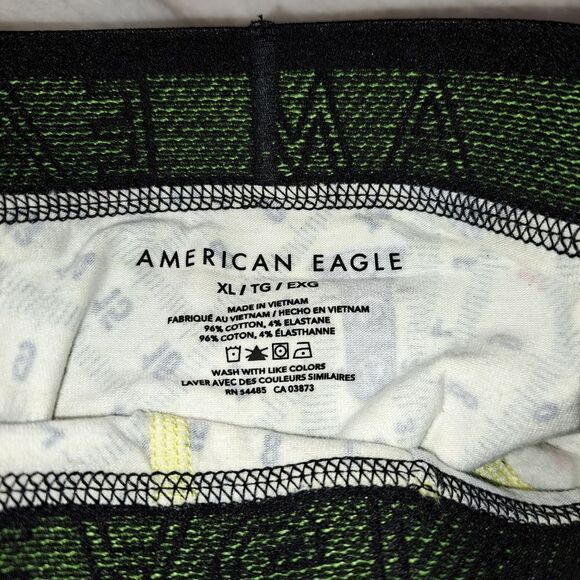 AMERICAN EAGLE
XL / TG / EXG
MADE IN VIETNAM
FABRIQUÉ AU VIETNAM / HECHO EN VIETNAM
96% COTTON, 4% ELASTANE
96% COTON, 4% ÉLASTHANNE
WASH WITH LIKE COLORS
LAVER AVEC DES COULEURS SIMILAIRES
RN 54485 CA 03873